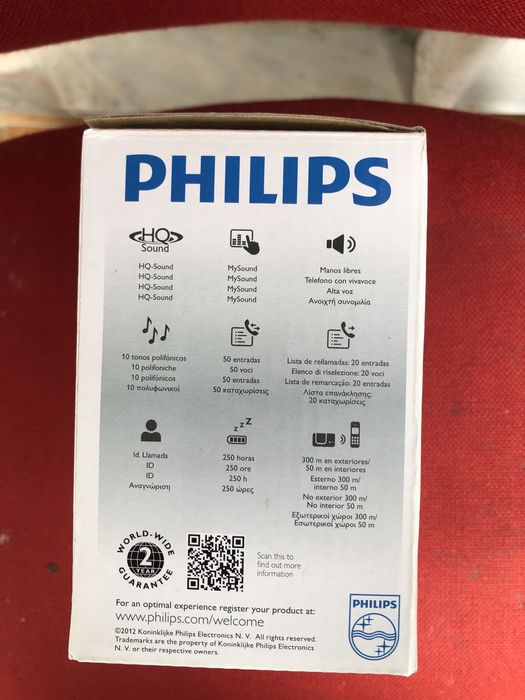 PHILIPS
HQ
Sound
HQ-Sound
HQ-Sound
HQ-Sound
HQ-Sound
MySound
MySound
MySound
MySound
Manos libres
Telefono con vivavoce
Alta voz
Ανοιχτή συνομιλία
10 tonos polifónicos
10 polifoniche
10 polifónicos
10 πολυφωνικοί
50 entradas
50 voci
50 entradas
50 καταχωρίσεις
Lista de rellamadas: 20 entradas
Elenco di riselezione: 20 voci
Lista de remarcação: 20 entradas
Λίστα επανάκλησης:
20 καταχωρίσεις
Id. Llamada
ID
ID
Αναγνώριση
zzZ
250 horas
250 ore
250 h
250 ώρες
300 m en exteriores/
50 m en interiores
Esterno 300 m/
interno 50 m
No exterior 300 m/
No interior 50 m
Εξωτερικοί χώροι 300 m/
Εσωτερικοί χώροι 50 m
WORLD-WIDE
2
YEAR
GUARANTEE
Scan this to
find out more
information
For an optimal experience register your product at:
www.philips.com/welcome
©2012 Koninklijke Philips Electronics N. V. All rights reserved.
Trademarks are the property of Koninklijke Philips Electronics
N. V. or their respective owners.
PHILIPS